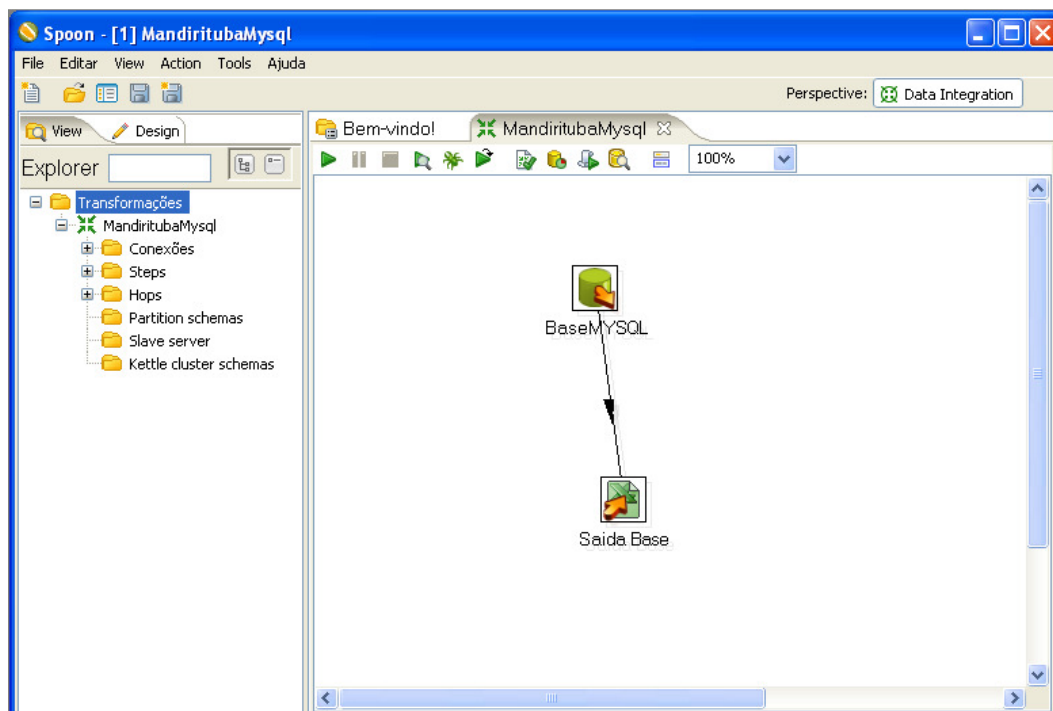 Spoon - [1] MandiritubaMysql
File Editar View Action Tools Ajuda
Perspective: Data Integration
View Design
Explorer
Transformações
MandiritubaMysql
Conexões
Steps
Hops
Partition schemas
Slave server
Kettle cluster schemas
Bem-vindo! MandiritubaMysql
100%
BaseMYSQL
Saida Base